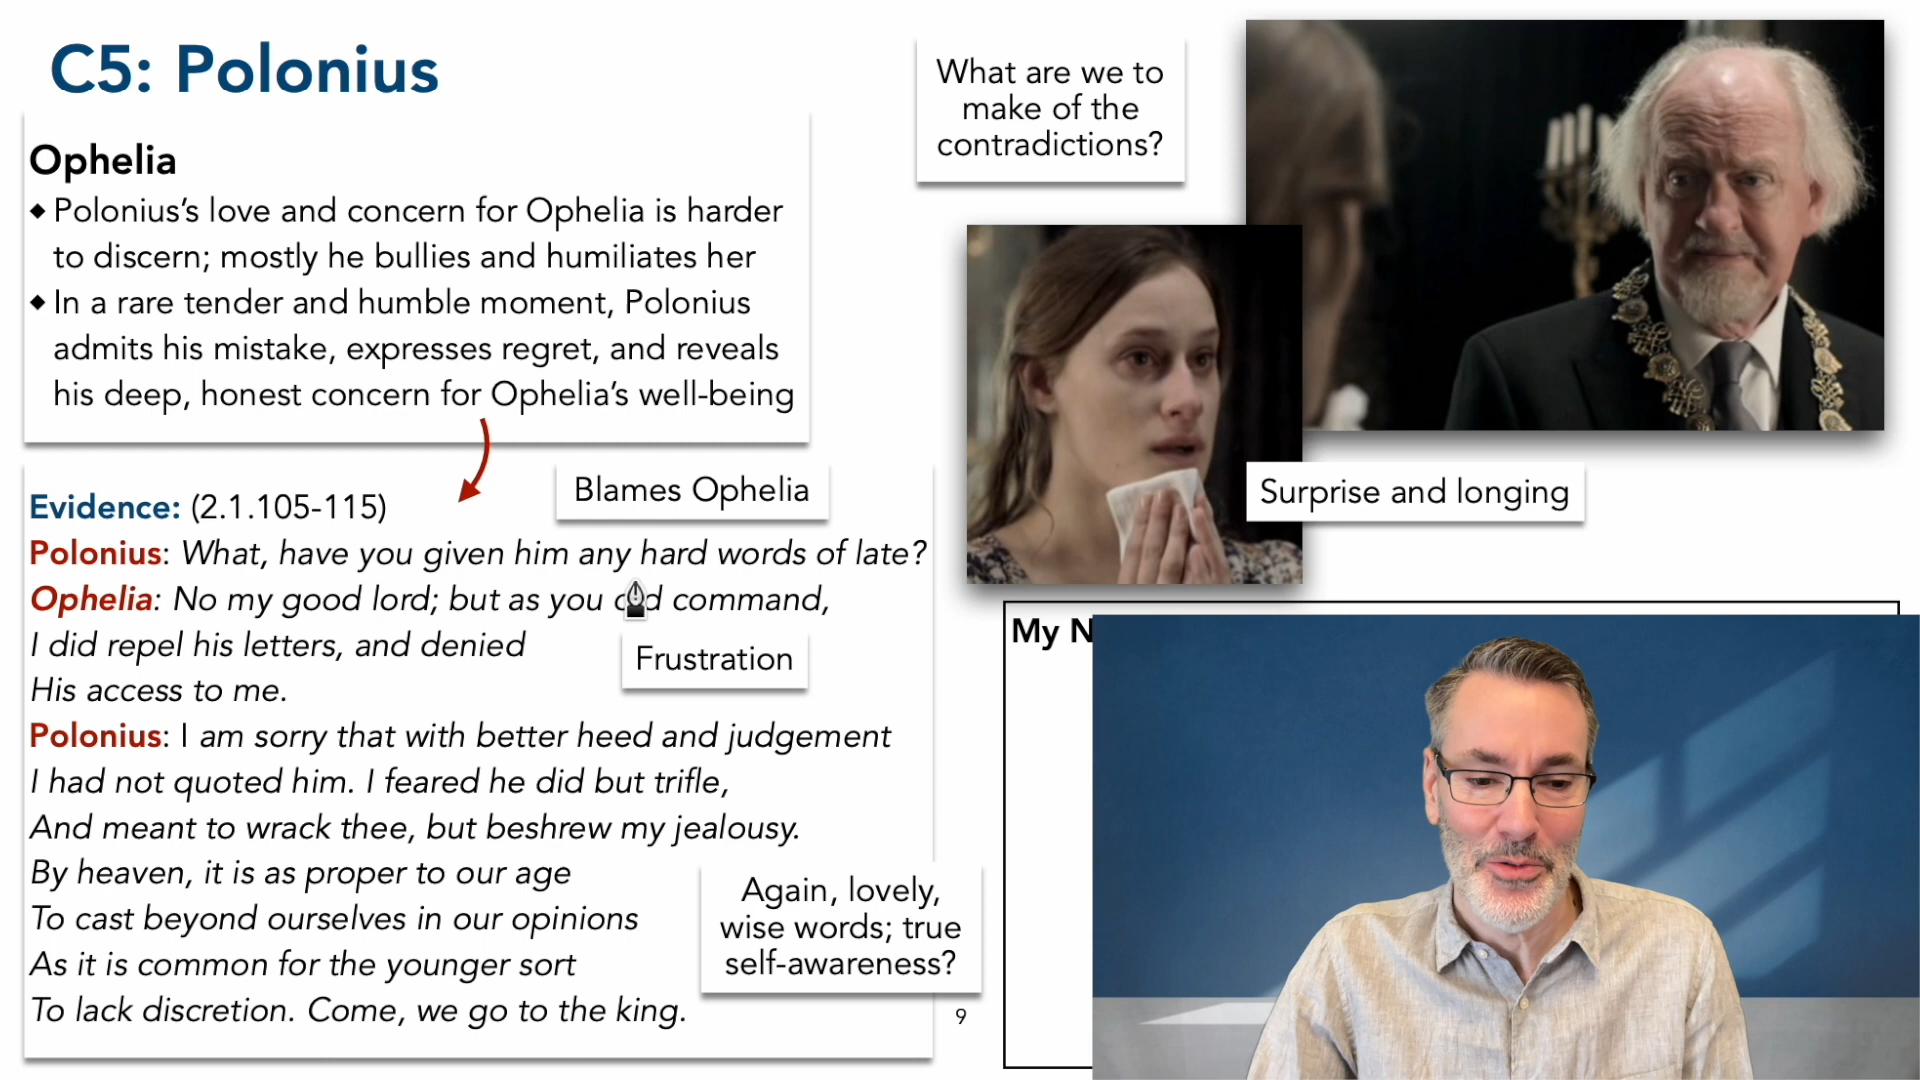 C5: Polonius
Ophelia
◆ Polonius’s love and concern for Ophelia is harder
to discern; mostly he bullies and humiliates her
◆ In a rare tender and humble moment, Polonius
admits his mistake, expresses regret, and reveals
his deep, honest concern for Ophelia’s well-being
What are we to
make of the
contradictions?
Surprise and longing
Blames Ophelia
Evidence: (2.1.105-115)
Polonius: What, have you given him any hard words of late?
Ophelia: No my good lord; but as you did command,
I did repel his letters, and denied
His access to me.
Frustration
Polonius: I am sorry that with better heed and judgement
I had not quoted him. I feared he did but trifle,
And meant to wrack thee, but beshrew my jealousy.
By heaven, it is as proper to our age
To cast beyond ourselves in our opinions
As it is common for the younger sort
To lack discretion. Come, we go to the king.
Again, lovely,
wise words; true
self-awareness?
9
My N